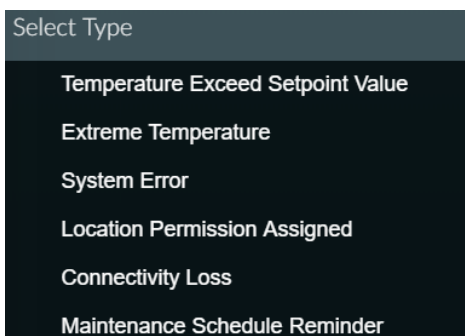 Select Type
Temperature Exceed Setpoint Value
Extreme Temperature
System Error
Location Permission Assigned
Connectivity Loss
Maintenance Schedule Reminder